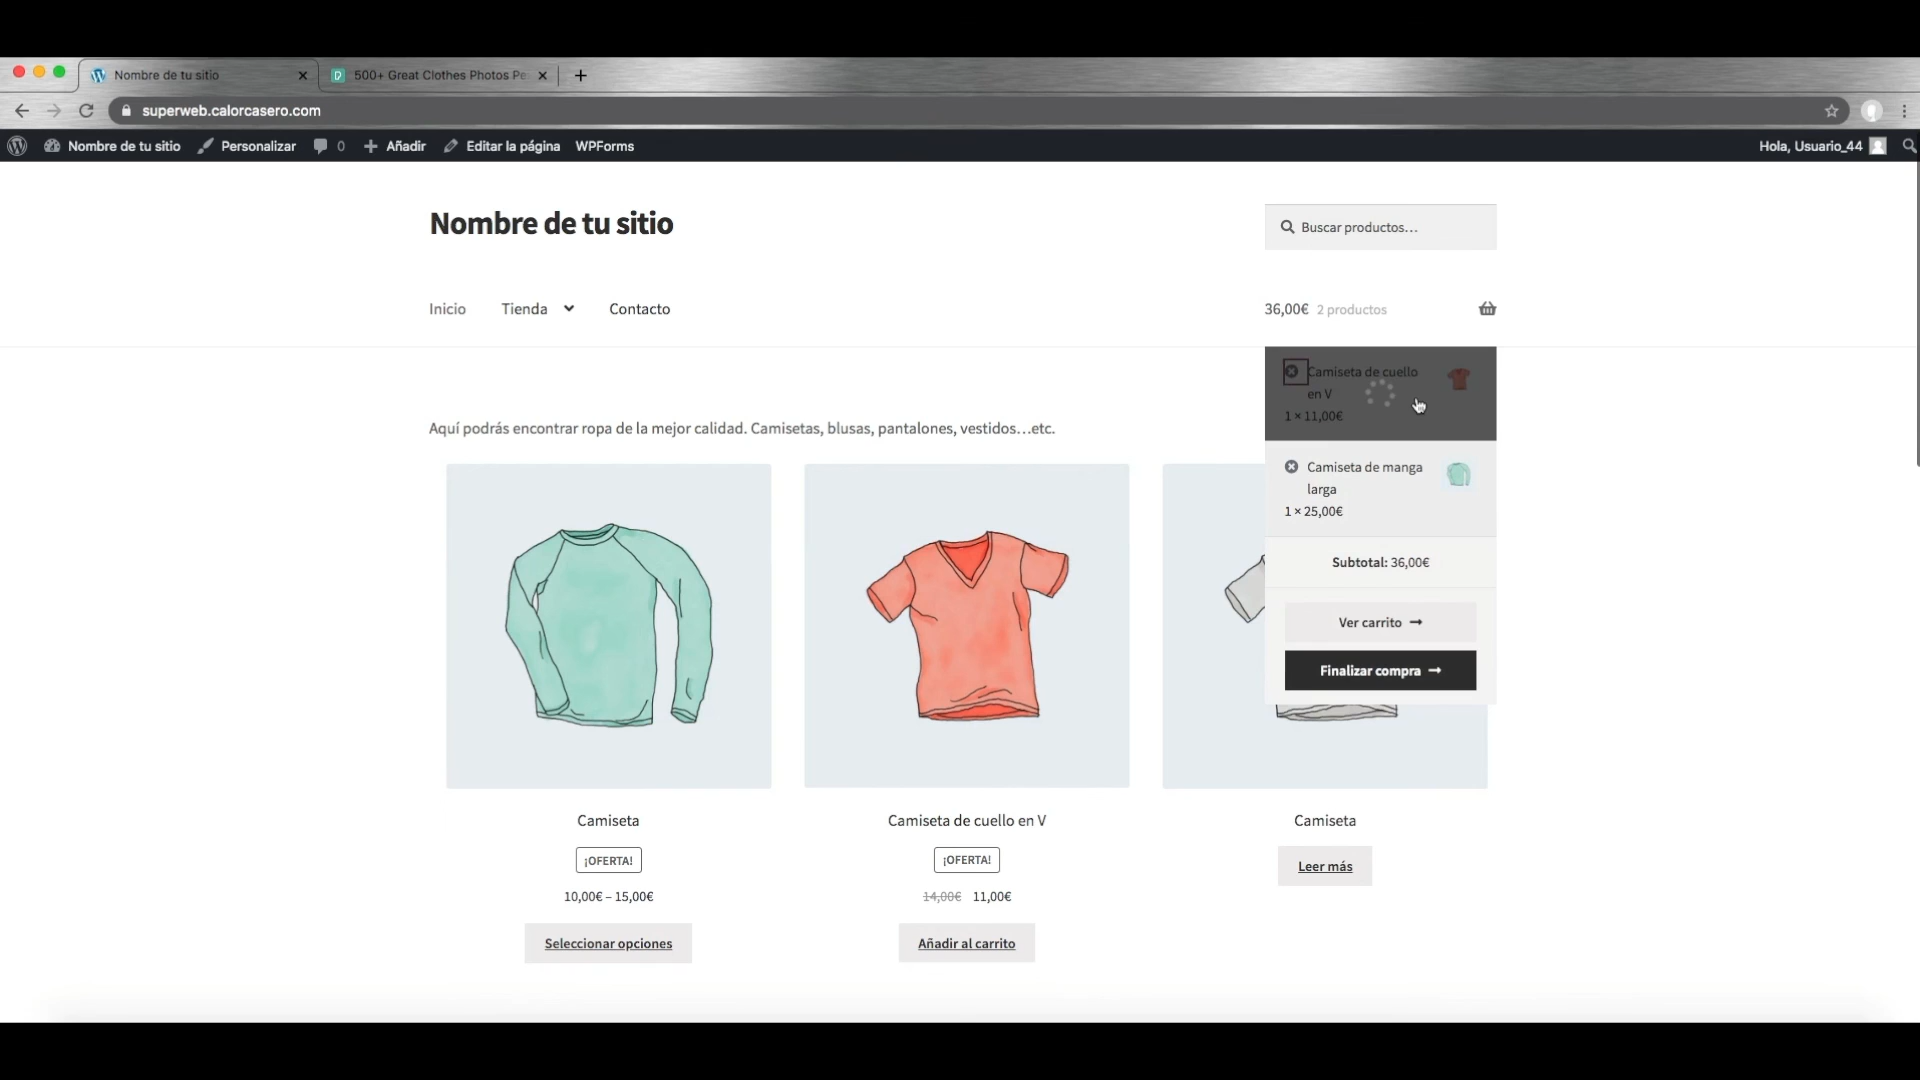 Nombre de tu sitio
500+ Great Clothes Photos Pe
superweb.calorcasero.com
Nombre de tu sitio Personalizar 0 Añadir Editar la página WPForms Hola, Usuario_44
Nombre de tu sitio
Buscar productos...
Inicio Tienda Contacto 36,00€ 2 productos
Camiseta de cuello
en V
1 × 11,00€
Camiseta de manga
larga
1 × 25,00€
Subtotal: 36,00€
Ver carrito →
Finalizar compra →
Aquí podrás encontrar ropa de la mejor calidad. Camisetas, blusas, pantalones, vestidos...etc.
Camiseta
¡OFERTA!
10,00€ – 15,00€
Seleccionar opciones
Camiseta de cuello en V
¡OFERTA!
14,00€ 11,00€
Añadir al carrito
Camiseta
Leer más